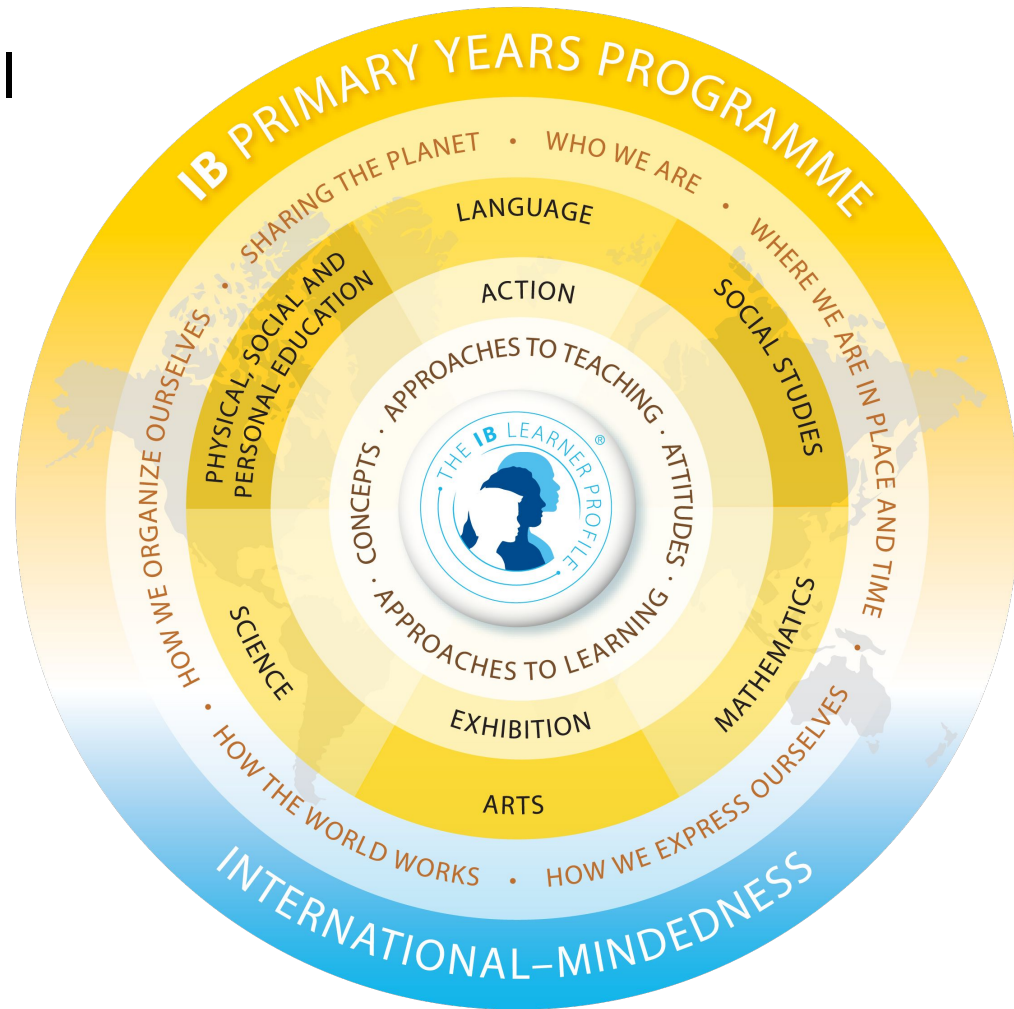 IB PRIMARY YEARS PROGRAMME
SHARING THE PLANET • WHO WE ARE • WHERE WE ARE IN PLACE AND TIME • HOW WE EXPRESS OURSELVES • HOW THE WORLD WORKS • HOW WE ORGANIZE OURSELVES •
LANGUAGE
SOCIAL STUDIES
MATHEMATICS
ARTS
SCIENCE
PHYSICAL, SOCIAL AND
PERSONAL EDUCATION
ACTION
EXHIBITION
APPROACHES TO TEACHING · ATTITUDES · APPROACHES TO LEARNING · CONCEPTS ·
• THE IB LEARNER PROFILE • ®
INTERNATIONAL–MINDEDNESS